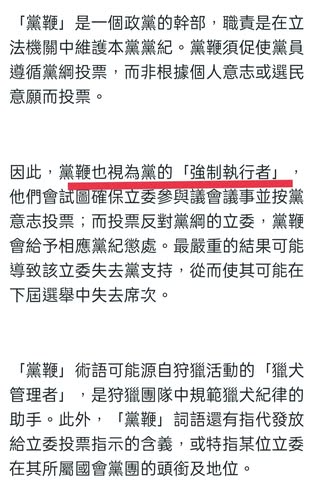 「黨鞭」是一個政黨的幹部，職責是在立
法機關中維護本黨黨紀。黨鞭須促使黨員
遵循黨綱投票，而非根據個人意志或選民
意願而投票。
因此，黨鞭也視為黨的「強制執行者」，
他們會試圖確保立委參與議會議事並按黨
意志投票；而投票反對黨綱的立委，黨鞭
會給予相應黨紀懲處。最嚴重的結果可能
導致該立委失去黨支持，從而使其可能在
下屆選舉中失去席次。
「黨鞭」術語可能源自狩獵活動的「獵犬
管理者」，是狩獵團隊中規範獵犬紀律的
助手。此外，「黨鞭」詞語還有指代發放
給立委投票指示的含義，或特指某位立委
在其所屬國會黨團的頭銜及地位。